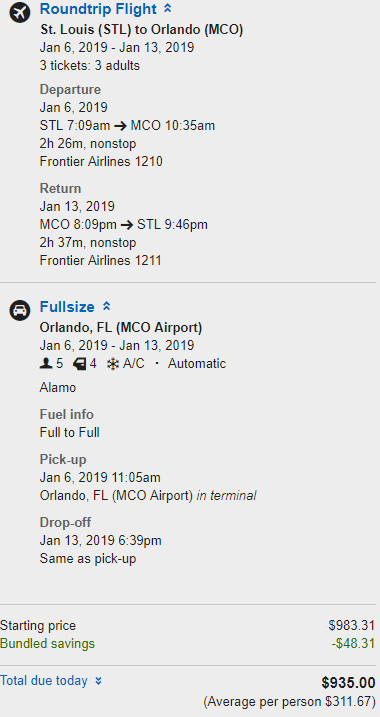 Roundtrip Flight
St. Louis (STL) to Orlando (MCO)
Jan 6, 2019 - Jan 13, 2019
3 tickets: 3 adults
Departure
Jan 6, 2019
STL 7:09am → MCO 10:35am
2h 26m, nonstop
Frontier Airlines 1210
Return
Jan 13, 2019
MCO 8:09pm → STL 9:46pm
2h 37m, nonstop
Frontier Airlines 1211
Fullsize
Orlando, FL (MCO Airport)
Jan 6, 2019 - Jan 13, 2019
5 4 A/C · Automatic
Alamo
Fuel info
Full to Full
Pick-up
Jan 6, 2019 11:05am
Orlando, FL (MCO Airport) in terminal
Drop-off
Jan 13, 2019 6:39pm
Same as pick-up
Starting price $983.31
Bundled savings -$48.31
Total due today $935.00
(Average per person $311.67)